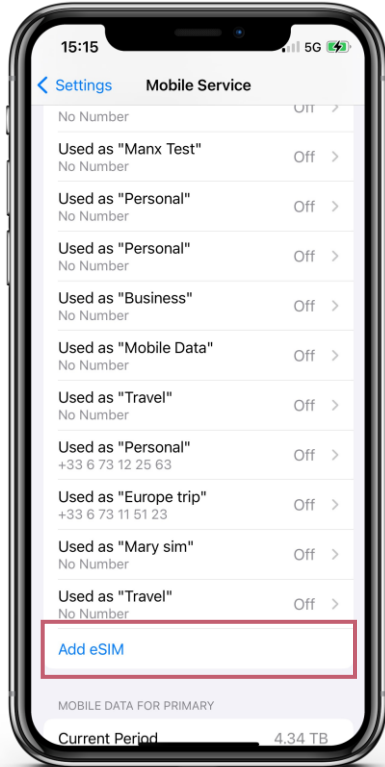 15:15 5G
Settings Mobile Service
No Number Off
Used as "Manx Test"
No Number Off
Used as "Personal"
No Number Off
Used as "Personal"
No Number Off
Used as "Business"
No Number Off
Used as "Mobile Data"
No Number Off
Used as "Travel"
No Number Off
Used as "Personal"
+33 6 73 12 25 63 Off
Used as "Europe trip"
+33 6 73 11 51 23 Off
Used as "Mary sim"
No Number Off
Used as "Travel"
No Number Off
Add eSIM
MOBILE DATA FOR PRIMARY
Current Period 4.34 TB